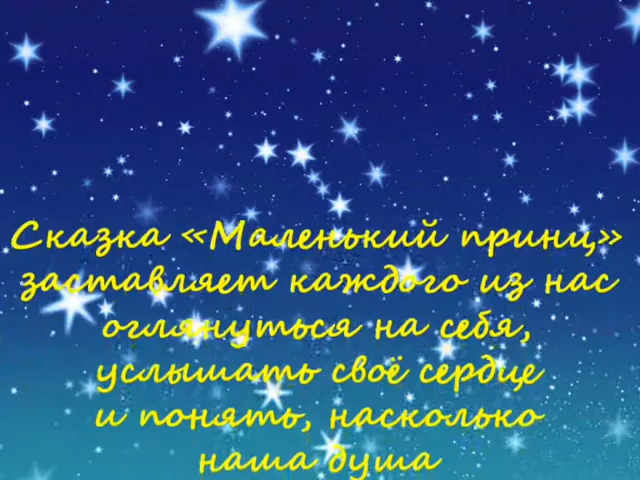 Сказка «Маленький принц»
заставляет каждого из нас
оглянуться на себя,
услышать своё сердце
и понять, насколько
наша душа